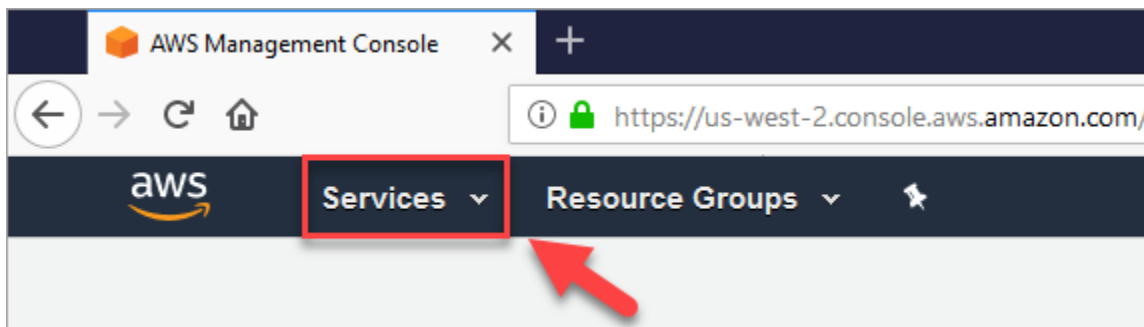 AWS Management Console
https://us-west-2.console.aws.amazon.com/
aws Services Resource Groups